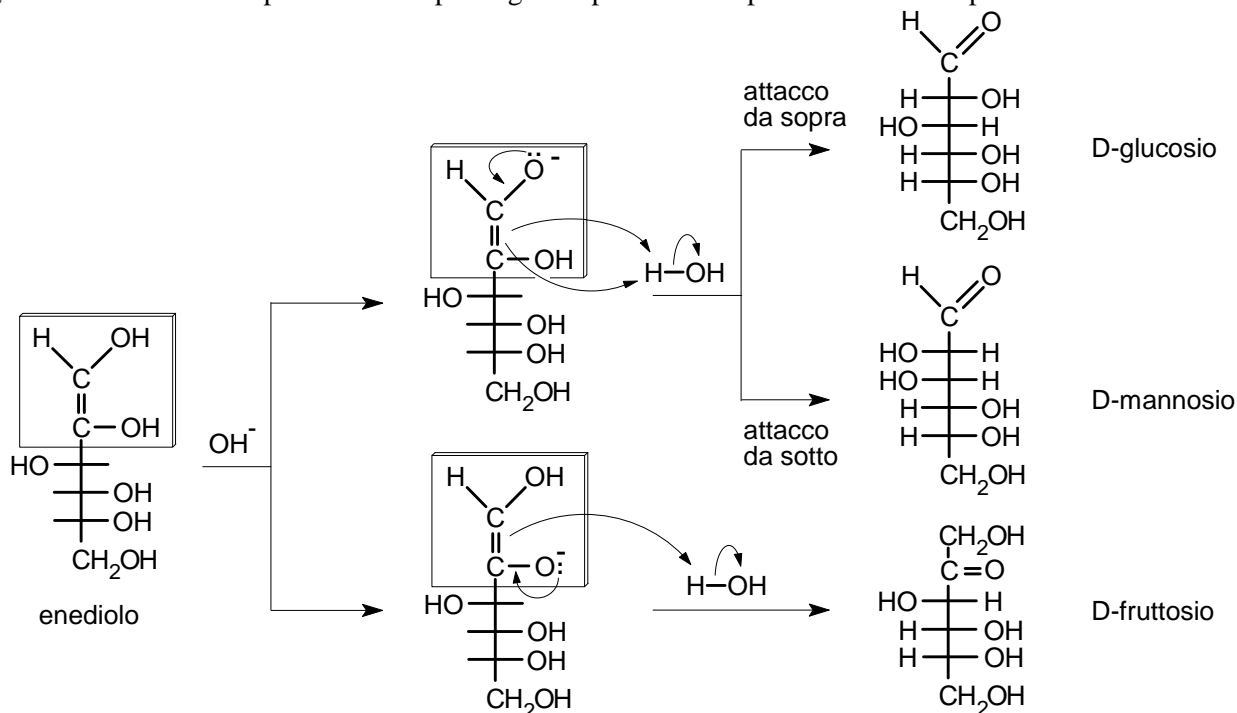 H O
C
H OH
HO H
H OH
H OH
CH2OH
D-glucosio
attacco
da sopra
H O:-
C
C OH
HO
OH
OH
CH2OH
H-OH
H OH
C
C OH
HO
OH
OH
CH2OH
enediolo
OH-
H O
C
HO H
HO H
H OH
H OH
CH2OH
D-mannosio
attacco
da sotto
H OH
C
C O:-
HO
OH
OH
CH2OH
H-OH
CH2OH
C=O
HO H
H OH
H OH
CH2OH
D-fruttosio